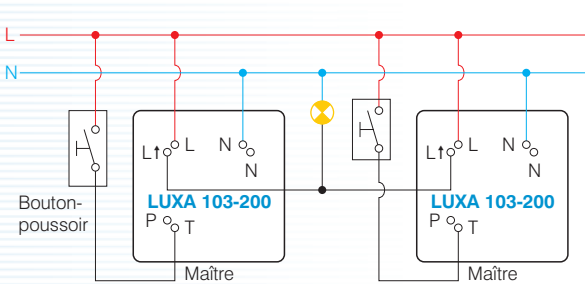 L
N
L↑ L N
N
L↑ L N
N
Bouton-
poussoir
LUXA 103-200
P T
LUXA 103-200
P T
Maître
Maître